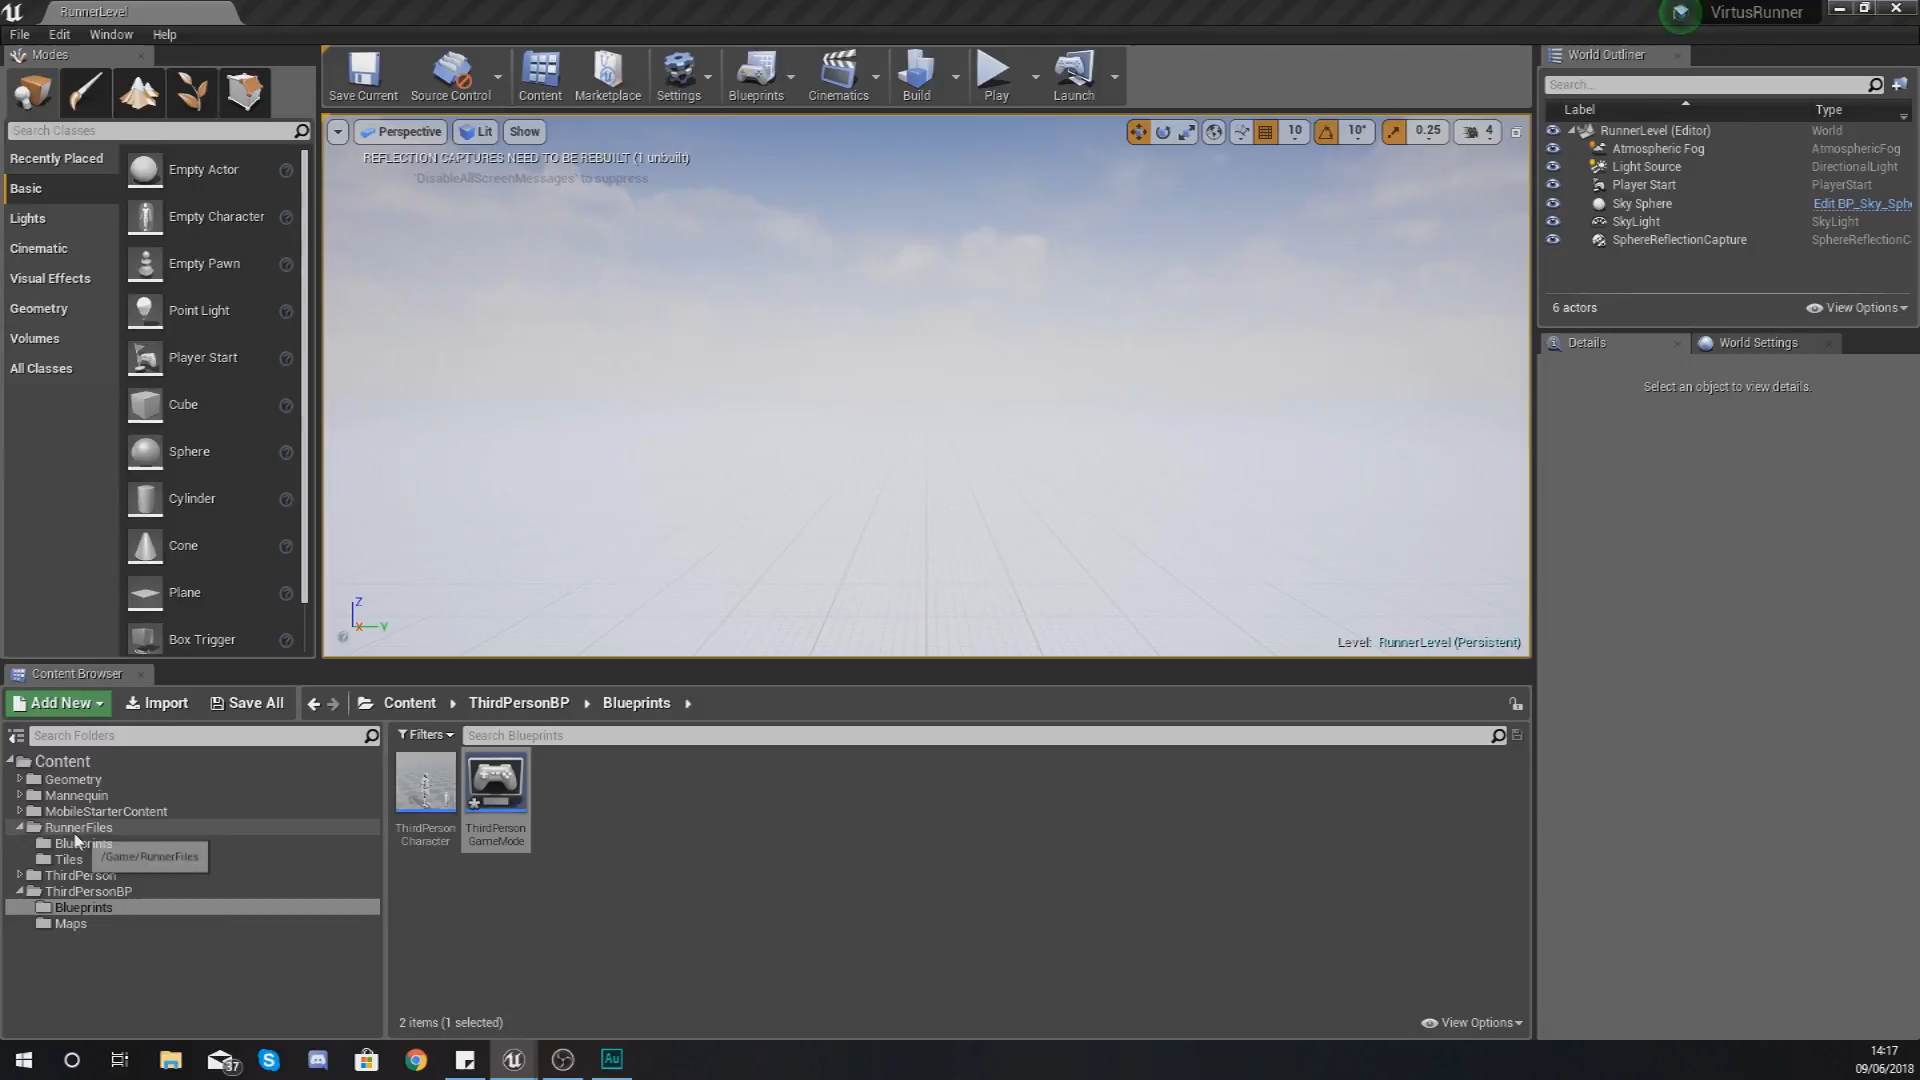 RunnerLevel
VirtusRunner
File Edit Window Help
Modes
Search Classes
Recently Placed
Basic
Lights
Cinematic
Visual Effects
Geometry
Volumes
All Classes
Empty Actor
Empty Character
Empty Pawn
Point Light
Player Start
Cube
Sphere
Cylinder
Cone
Plane
Box Trigger
Save Current
Source Control
Content
Marketplace
Settings
Blueprints
Cinematics
Build
Play
Launch
Perspective
Lit
Show
10
10°
0.25
4
REFLECTION CAPTURES NEED TO BE REBUILT (1 unbuilt)
'DisableAllScreenMessages' to suppress
Z
X
Y
Level: RunnerLevel (Persistent)
World Outliner
Search...
Label Type
RunnerLevel (Editor) World
Atmospheric Fog AtmosphericFog
Light Source DirectionalLight
Player Start PlayerStart
Sky Sphere Edit BP_Sky_Sph
SkyLight SkyLight
SphereReflectionCapture SphereReflectionC
6 actors
View Options
Details
World Settings
Select an object to view details.
Content Browser
Add New
Import
Save All
Content
ThirdPersonBP
Blueprints
Search Folders
Filters
Search Blueprints
Content
Geometry
Mannequin
MobileStarterContent
RunnerFiles
Blueprints
/Game/RunnerFiles
Tiles
ThirdPerson
ThirdPersonBP
Blueprints
Maps
ThirdPerson
Character
ThirdPerson
GameMode
2 items (1 selected)
View Options
37
Au
14:17
09/06/2018